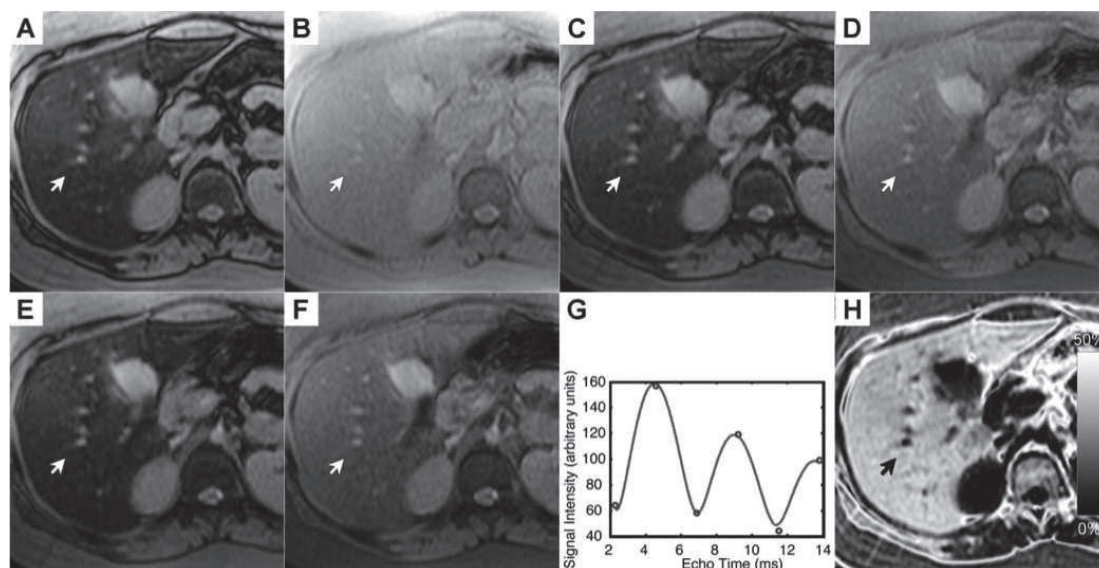 A
B
C
D
E
F
G
H
50%
0%
Signal Intensity (arbitrary units)
160
140
120
100
80
60
40
2 4 6 8 10 12 14
Echo Time (ms)